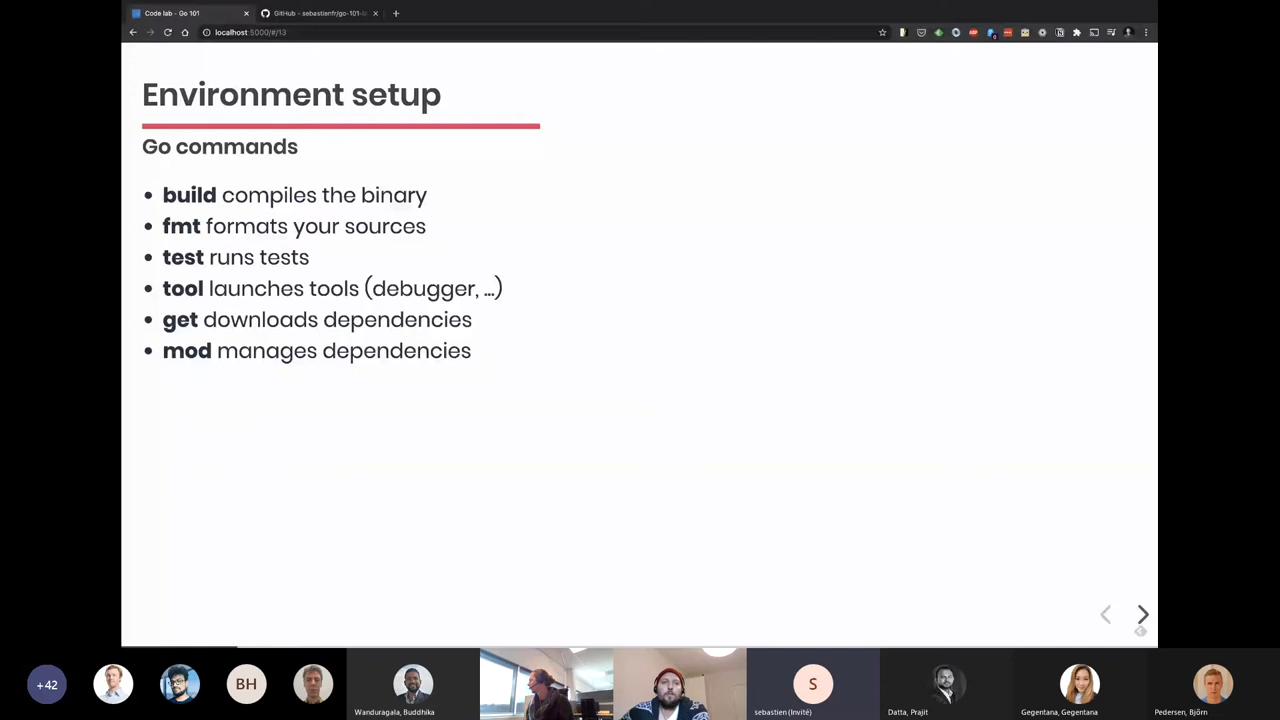 Code lab - Go 101
GitHub - sebastienfr/go-101-l
localhost:5000/#/13
Environment setup
Go commands
• build compiles the binary
• fmt formats your sources
• test runs tests
• tool launches tools (debugger, ...)
• get downloads dependencies
• mod manages dependencies
+42
BH
S
Wanduragala, Buddhika
sebastien (Invité)
Datta, Prajit
Gegentana, Gegentana
Pedersen, Björn